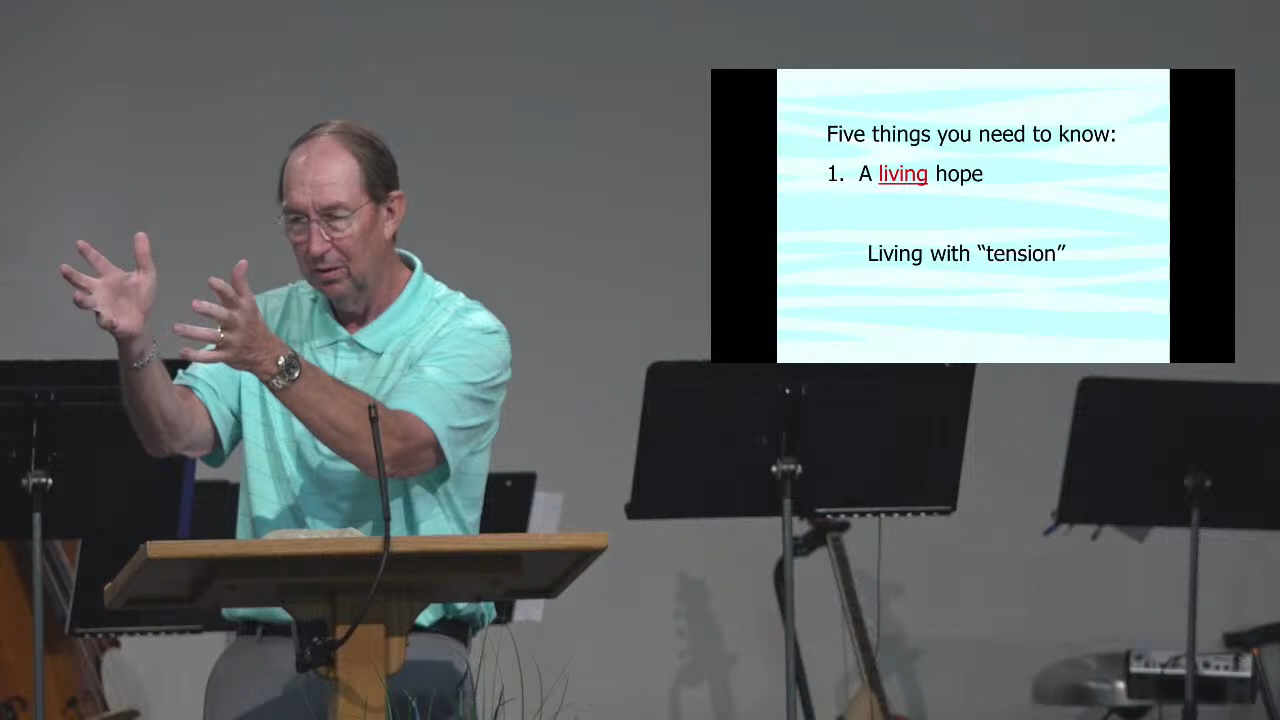 Five things you need to know:
1. A living hope
Living with “tension”